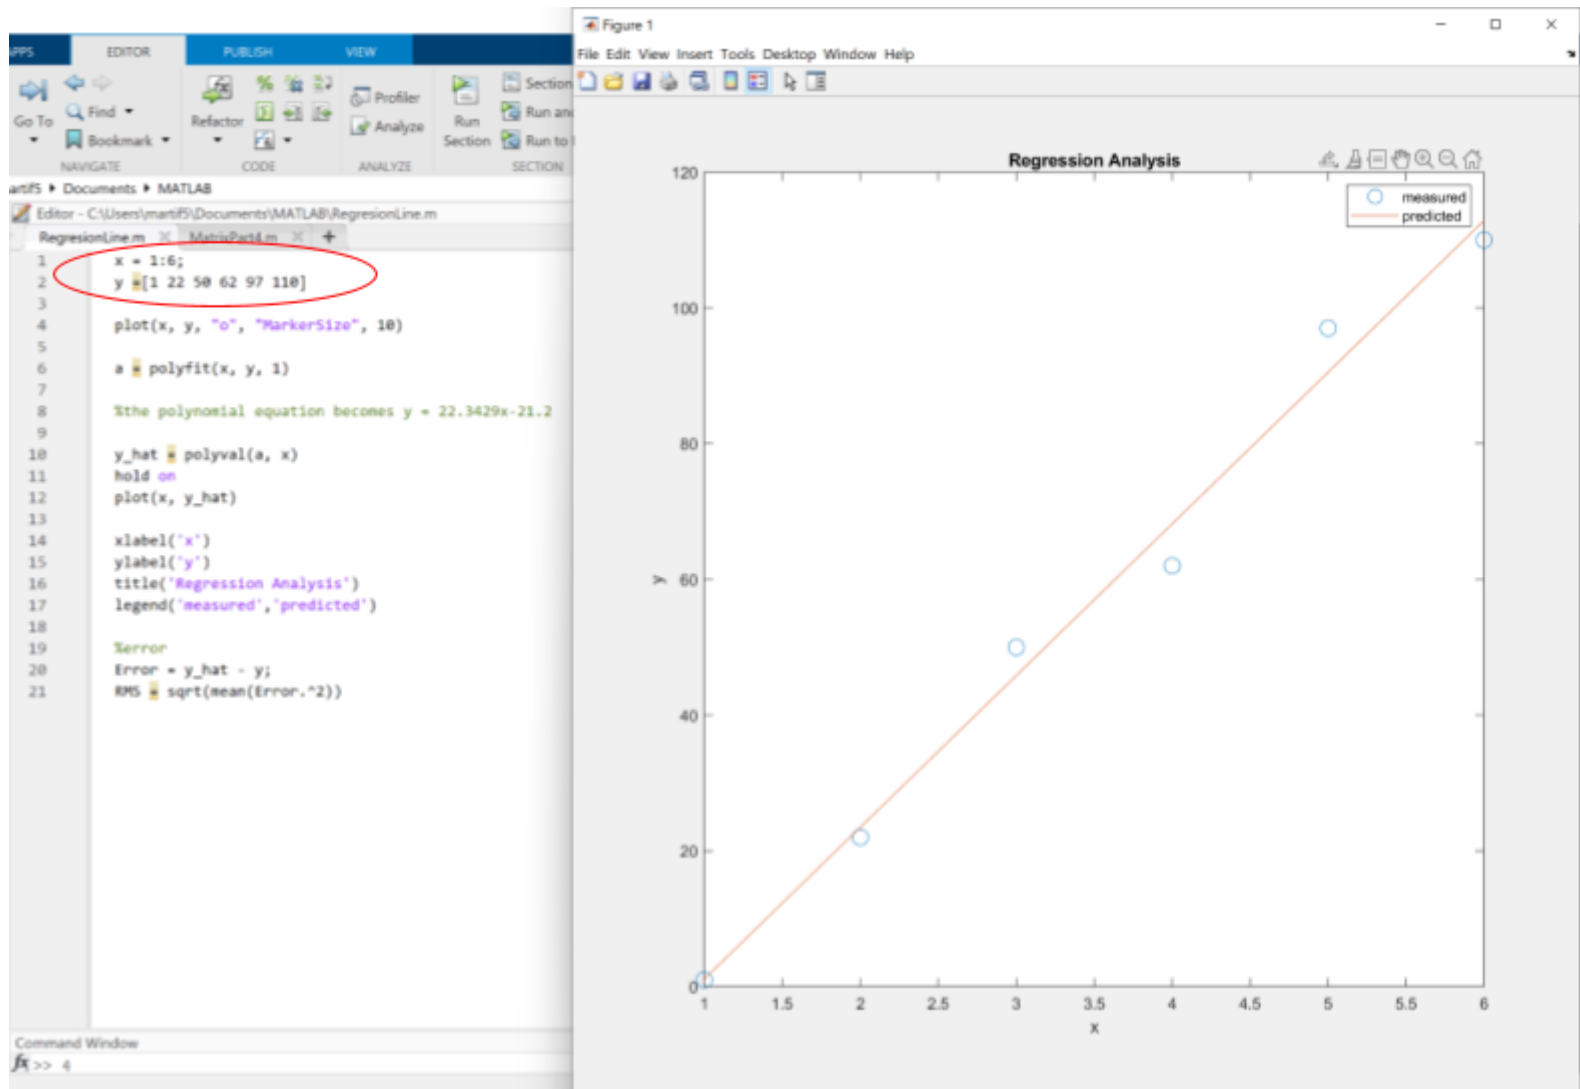 APPS EDITOR PUBLISH VIEW
Go To
Find
Bookmark
NAVIGATE
Refactor
CODE
Profiler
Analyze
ANALYZE
Run
Section
Section
Run and
Run to
SECTION
artif5 Documents MATLAB
Editor - C:\Users\martif5\Documents\MATLAB\RegresionLine.m
RegresionLine.m MatrixPart4.m +
1 x = 1:6;
2 y =[1 22 50 62 97 110]
3
4 plot(x, y, "o", "MarkerSize", 10)
5
6 a = polyfit(x, y, 1)
7
8 %the polynomial equation becomes y = 22.3429x-21.2
9
10 y_hat = polyval(a, x)
11 hold on
12 plot(x, y_hat)
13
14 xlabel('x')
15 ylabel('y')
16 title('Regression Analysis')
17 legend('measured','predicted')
18
19 %error
20 Error = y_hat - y;
21 RMS = sqrt(mean(Error.^2))
Command Window
fx >> 4
Figure 1
File Edit View Insert Tools Desktop Window Help
Regression Analysis
measured
predicted
120
100
80
60
40
20
0
y
1 1.5 2 2.5 3 3.5 4 4.5 5 5.5 6
x